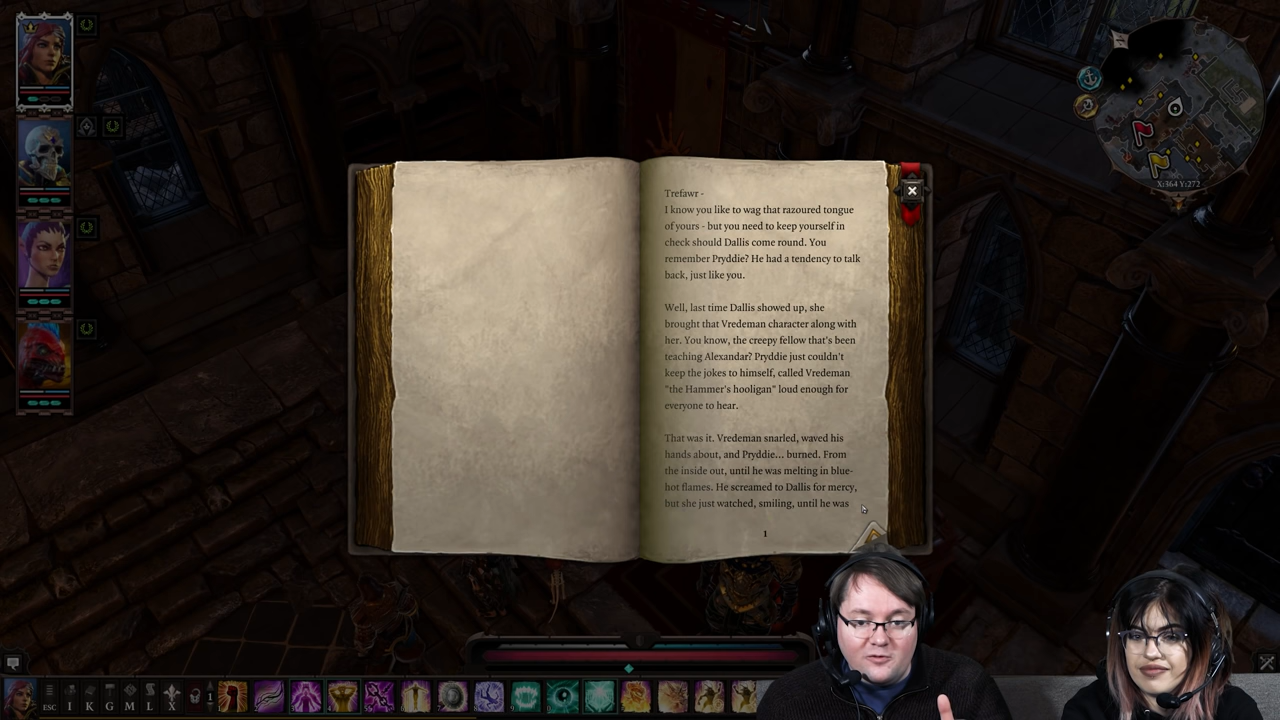 Trefawr -
I know you like to wag that razoured tongue
of yours - but you need to keep yourself in
check should Dallis come round. You
remember Pryddie? He had a tendency to talk
back, just like you.
Well, last time Dallis showed up, she
brought that Vredeman character along with
her. You know, the creepy fellow that's been
teaching Alexandar? Pryddie just couldn't
keep the jokes to himself, called Vredeman
"the Hammer's hooligan" loud enough for
everyone to hear.
That was it. Vredeman snarled, waved his
hands about, and Pryddie... burned. From
the inside out, until he was melting in blue-
hot flames. He screamed to Dallis for mercy,
but she just watched, smiling, until he was
1
X:364 Y:272
ESC I K G M L X 1